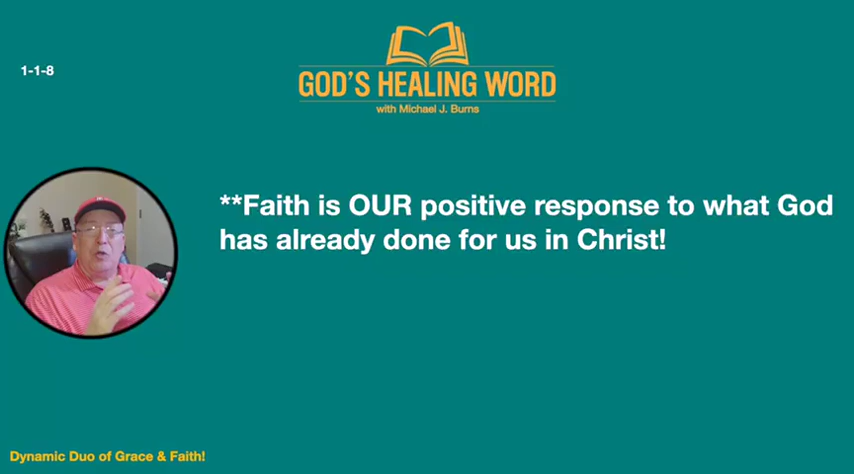 1-1-8
GOD'S HEALING WORD
with Michael J. Burns
**Faith is OUR positive response to what God
has already done for us in Christ!
Dynamic Duo of Grace & Faith!